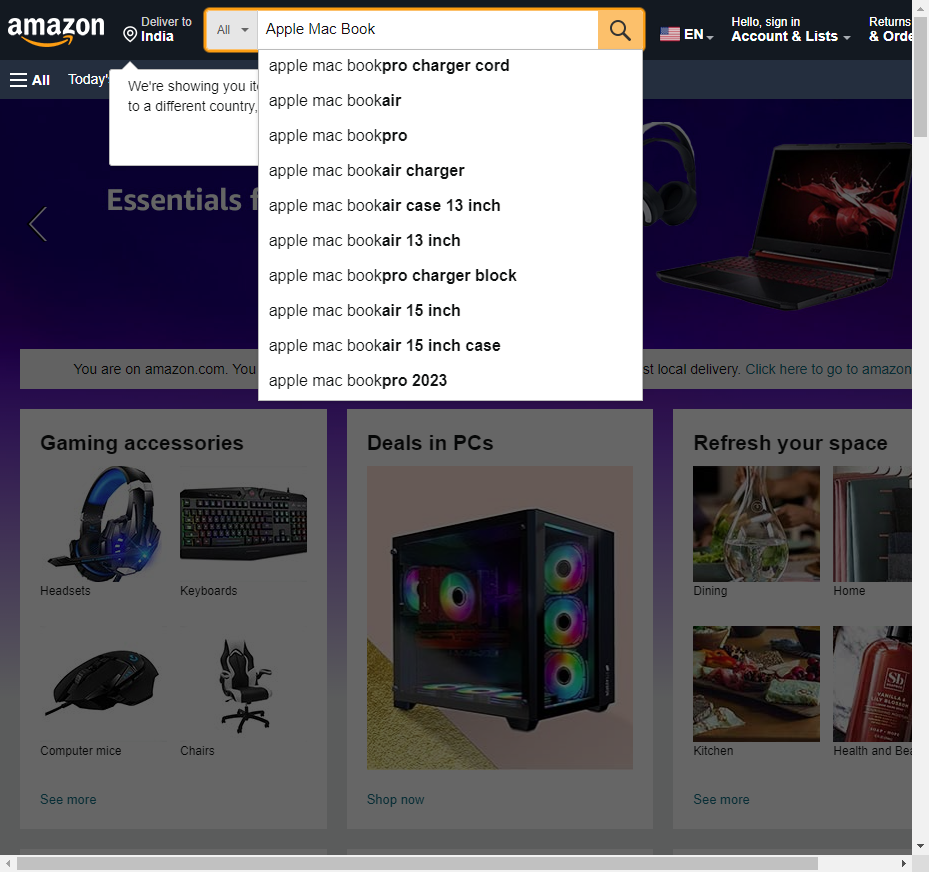 amazon
Deliver to
India
All
Apple Mac Book
EN
Hello, sign in
Account & Lists
Returns
& Orde
All
Today's
We're showing you ite
to a different country,
apple mac bookpro charger cord
apple mac bookair
apple mac bookpro
apple mac bookair charger
apple mac bookair case 13 inch
apple mac bookair 13 inch
apple mac bookpro charger block
apple mac bookair 15 inch
apple mac bookair 15 inch case
apple mac bookpro 2023
Essentials f
You are on amazon.com. You
st local delivery. Click here to go to amazon
Gaming accessories
Headsets
Keyboards
Computer mice
Chairs
See more
Deals in PCs
Shop now
Refresh your space
Dining
Home
Kitchen
Health and Bea
See more
Sb
VANILLA &